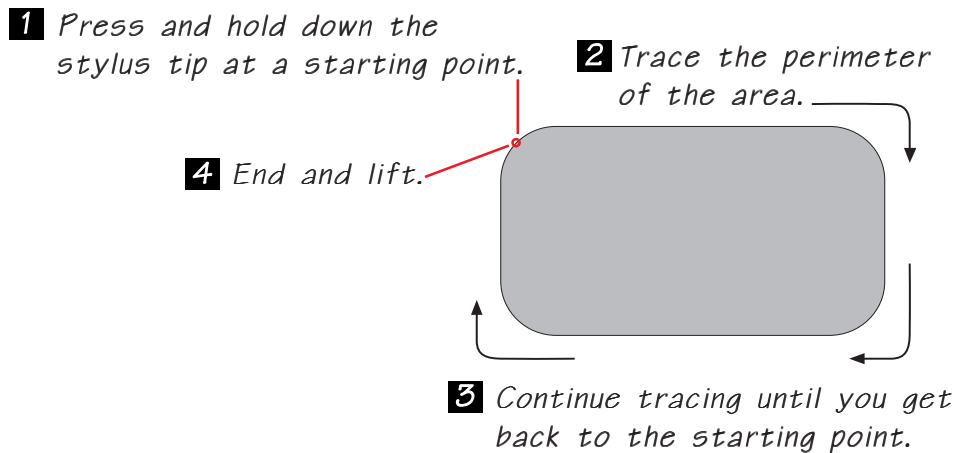 1 Press and hold down the
stylus tip at a starting point.
2 Trace the perimeter
of the area.
4 End and lift.
3 Continue tracing until you get
back to the starting point.